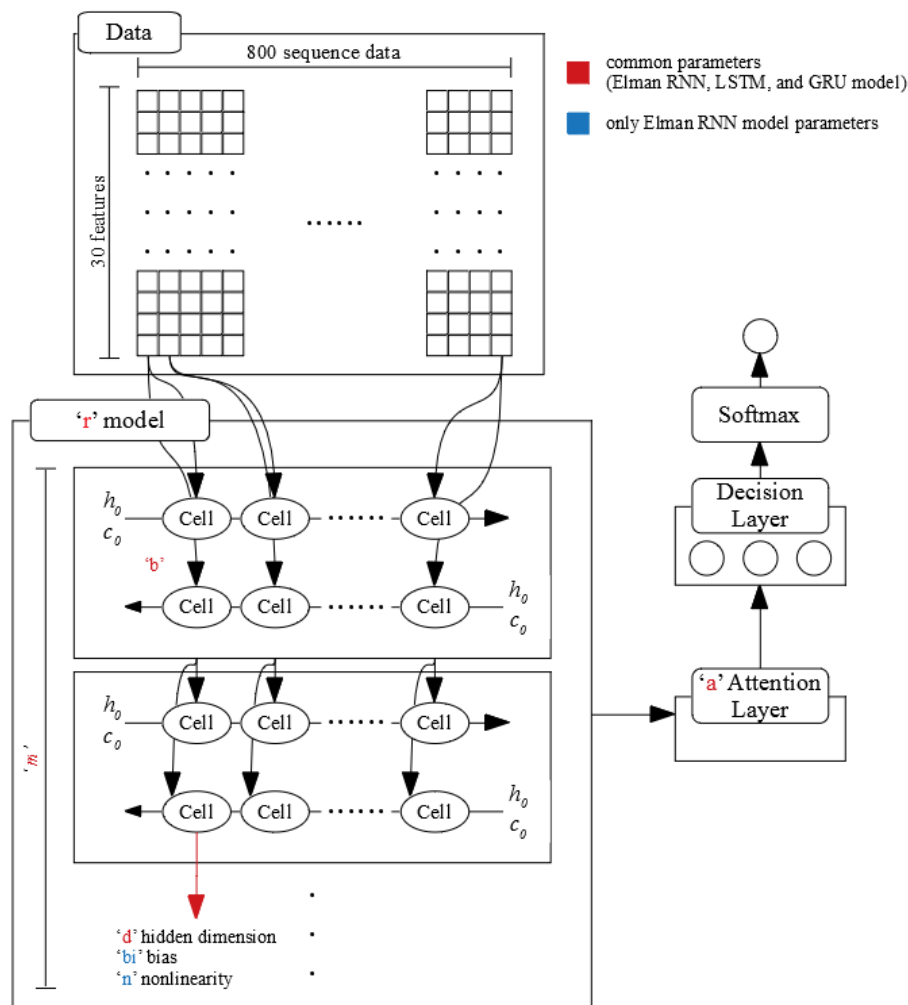 Data
800 sequence data
30 features
common parameters
(Elman RNN, LSTM, and GRU model)
only Elman RNN model parameters
‘r’ model
h0
c0
Cell
Cell
Cell
‘b’
Cell
Cell
Cell
h0
c0
h0
c0
Cell
Cell
Cell
Cell
Cell
Cell
h0
c0
‘m’
‘d’ hidden dimension
‘bi’ bias
‘n’ nonlinearity
Softmax
Decision
Layer
‘a’ Attention
Layer